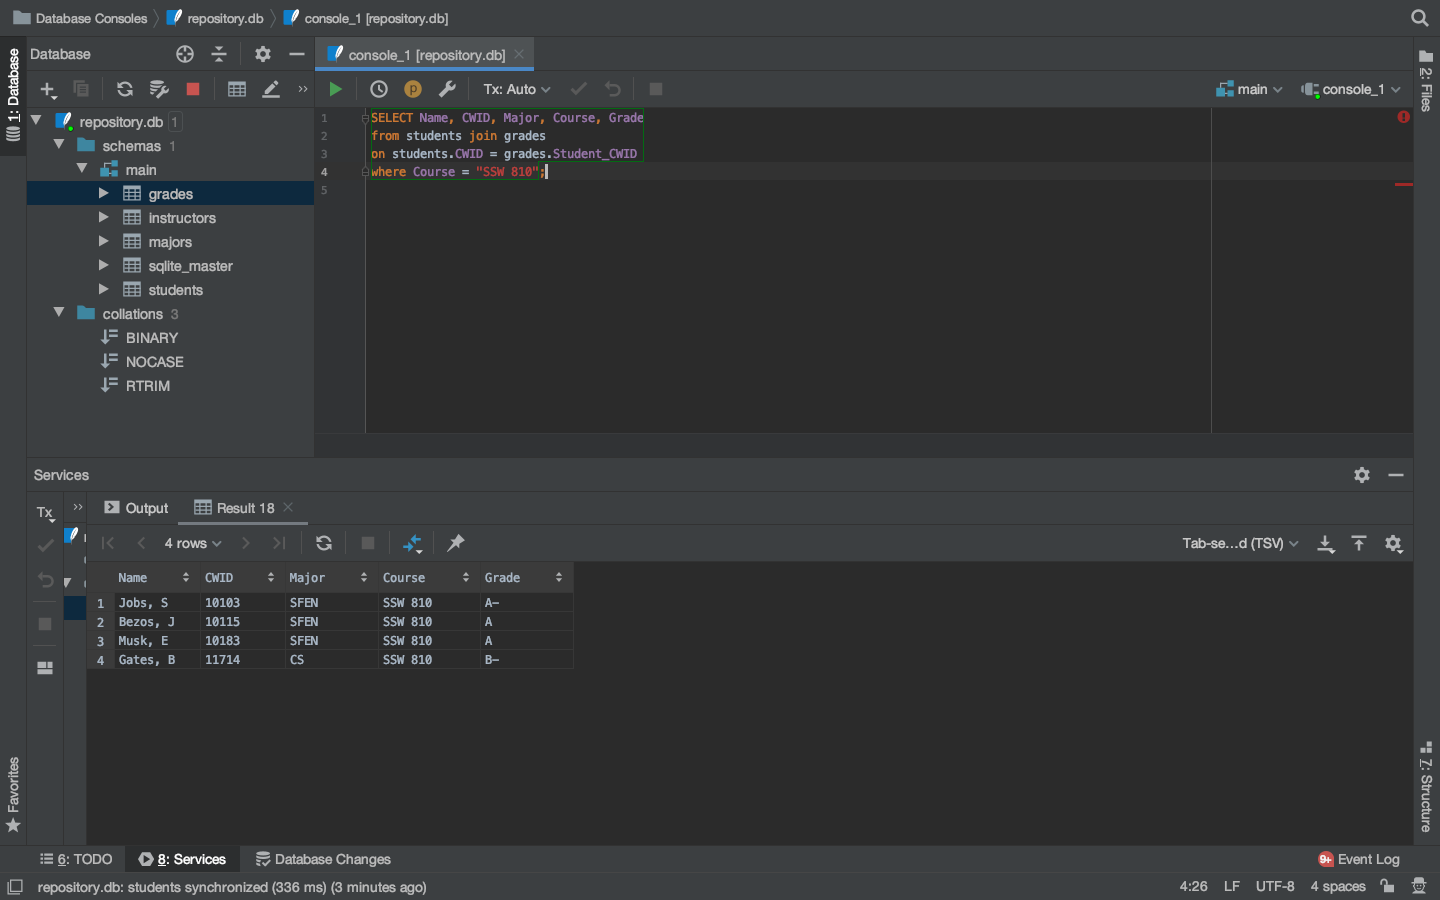 Database Consoles repository.db console_1 [repository.db]
1: Database
Database
console_1 [repository.db]
2: Files
Tx: Auto
main
console_1
repository.db 1
schemas 1
main
grades
instructors
majors
sqlite_master
students
collations 3
BINARY
NOCASE
RTRIM
1 SELECT Name, CWID, Major, Course, Grade
2 from students join grades
3 on students.CWID = grades.Student_CWID
4 where Course = "SSW 810";
5
Services
Tx
Output
Result 18
4 rows
Tab-se...d (TSV)
Name CWID Major Course Grade
1 Jobs, S 10103 SFEN SSW 810 A-
2 Bezos, J 10115 SFEN SSW 810 A
3 Musk, E 10183 SFEN SSW 810 A
4 Gates, B 11714 CS SSW 810 B-
Favorites
7: Structure
6: TODO
8: Services
Database Changes
9+ Event Log
repository.db: students synchronized (336 ms) (3 minutes ago)
4:26 LF UTF-8 4 spaces